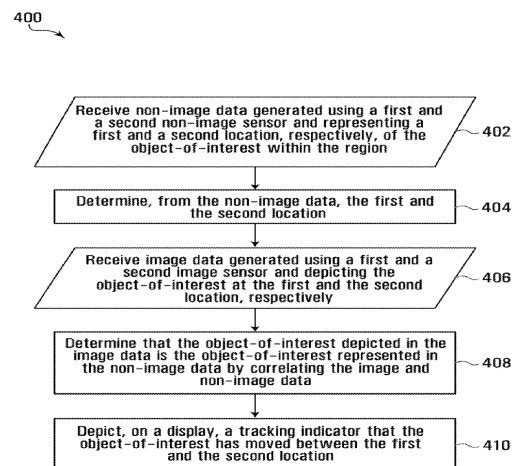 400
Receive non-image data generated using a first and
a second non-image sensor and representing a
first and a second location, respectively, of the
object-of-interest within the region
402
Determine, from the non-image data, the first and
the second location
404
Receive image data generated using a first and a
second image sensor and depicting the
object-of-interest at the first and the second
location, respectively
406
Determine that the object-of-interest depicted in the
image data is the object-of-interest represented in
the non-image data by correlating the image and
non-image data
408
Depict, on a display, a tracking indicator that the
object-of-interest has moved between the first
and the second location
410